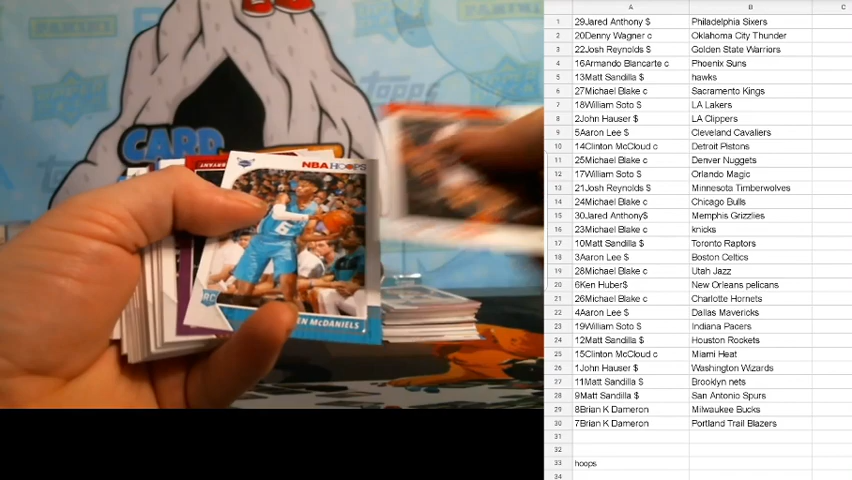 CARD
NBA HOOPS
6
RC
EN MCDANIELS
BRYANT
topps
A B C
1 29Jared Anthony $ Philadelphia Sixers
2 20Denny Wagner c Oklahoma City Thunder
3 22Josh Reynolds $ Golden State Warriors
4 16Armando Blancarte c Phoenix Suns
5 13Matt Sandilla $ hawks
6 27Michael Blake c Sacramento Kings
7 18William Soto $ LA Lakers
8 2John Hauser $ LA Clippers
9 5Aaron Lee $ Cleveland Cavaliers
10 14Clinton McCloud c Detroit Pistons
11 25Michael Blake c Denver Nuggets
12 17William Soto $ Orlando Magic
13 21Josh Reynolds $ Minnesota Timberwolves
14 24Michael Blake c Chicago Bulls
15 30Jared Anthony$ Memphis Grizzlies
16 23Michael Blake c knicks
17 10Matt Sandilla $ Toronto Raptors
18 3Aaron Lee $ Boston Celtics
19 28Michael Blake c Utah Jazz
20 6Ken Huber$ New Orleans pelicans
21 26Michael Blake c Charlotte Hornets
22 4Aaron Lee $ Dallas Mavericks
23 19William Soto $ Indiana Pacers
24 12Matt Sandilla $ Houston Rockets
25 15Clinton McCloud c Miami Heat
26 1John Hauser $ Washington Wizards
27 11Matt Sandilla $ Brooklyn nets
28 9Matt Sandilla $ San Antonio Spurs
29 8Brian K Dameron Milwaukee Bucks
30 7Brian K Dameron Portland Trail Blazers
31
32
33 hoops
34